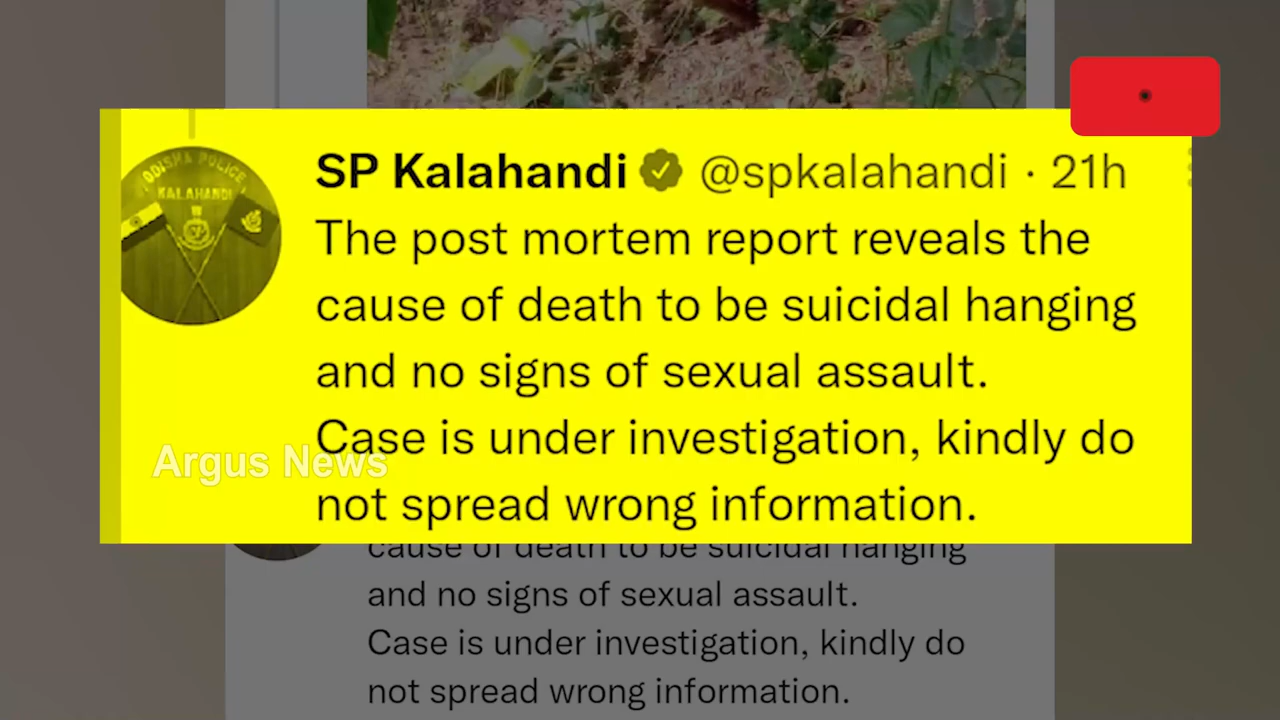 ODISHA POLICE
KALAHANDI
SP Kalahandi @spkalahandi · 21h
The post mortem report reveals the
cause of death to be suicidal hanging
and no signs of sexual assault.
Case is under investigation, kindly do
not spread wrong information.
Argus News
cause of death to be suicidal hanging
and no signs of sexual assault.
Case is under investigation, kindly do
not spread wrong information.